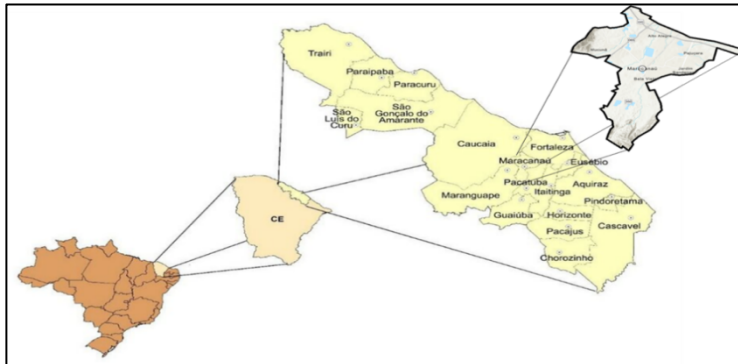 Trairi
Paraipaba
Paracuru
São
Luís do
Curu
São
Gonçalo do
Amarante
Caucaia
Fortaleza
Maracanaú
Eusébio
Pacatuba
Itaitinga
Aquiraz
Maranguape
Pindoretama
Guaiúba
Horizonte
Cascavel
Pacajus
Chorozinho
CE